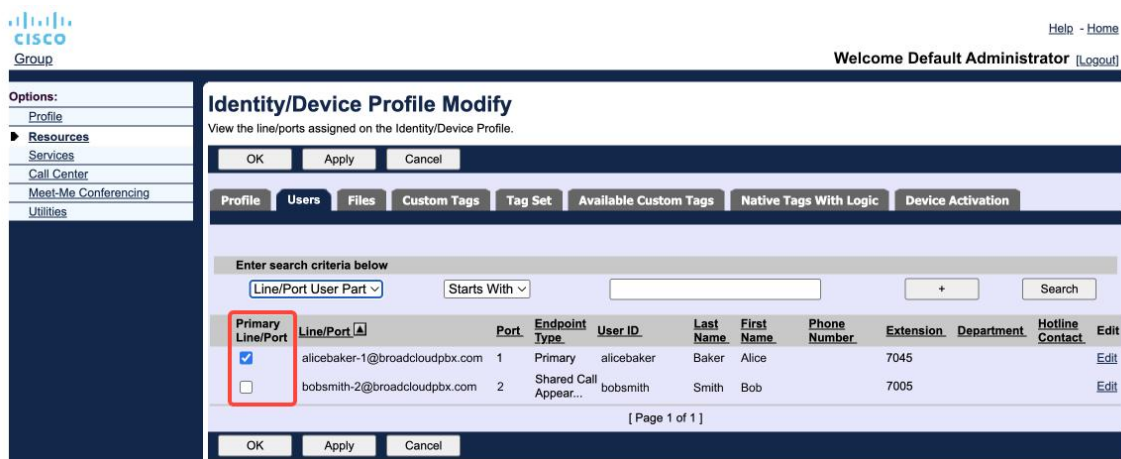 CISCO
Help - Home
Group
Welcome Default Administrator [Logout]
Options:
Profile
Resources
Services
Call Center
Meet-Me Conferencing
Utilities
Identity/Device Profile Modify
View the line/ports assigned on the Identity/Device Profile.
OK Apply Cancel
Profile Users Files Custom Tags Tag Set Available Custom Tags Native Tags With Logic Device Activation
Enter search criteria below
Line/Port User Part Starts With + Search
Primary Line/Port Line/Port Port Endpoint Type User ID Last Name First Name Phone Number Extension Department Hotline Contact Edit
alicebaker-1@broadcloudpbx.com 1 Primary alicebaker Baker Alice 7045 Edit
bobsmith-2@broadcloudpbx.com 2 Shared Call Appear... bobsmith Smith Bob 7005 Edit
[ Page 1 of 1 ]
OK Apply Cancel